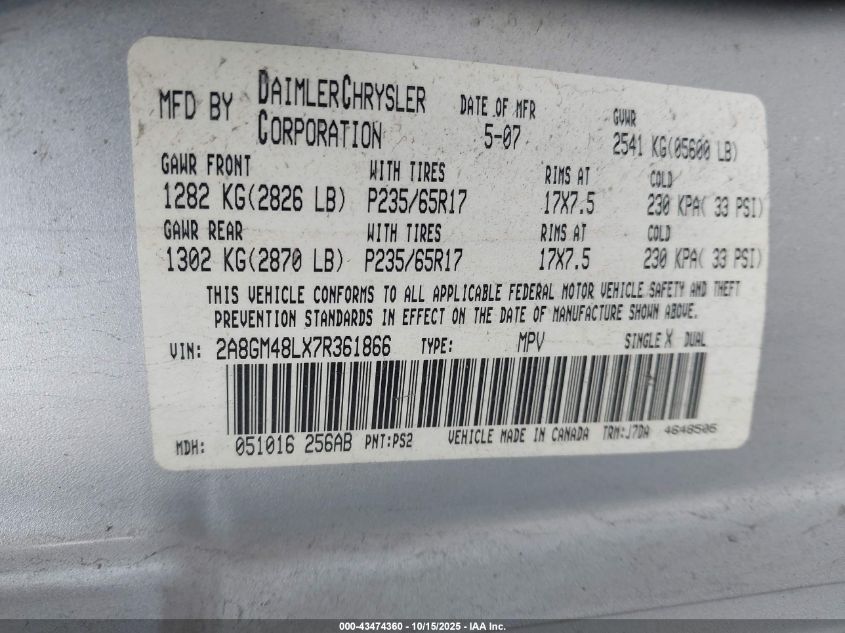 MFD BY DAIMLERCHRYSLER CORPORATION DATE OF MFR 5-07 GVWR 2541 KG(05600 LB)
GAWR FRONT WITH TIRES RIMS AT COLD
1282 KG(2826 LB) P235/65R17 17X7.5 230 KPA( 33 PSI)
GAWR REAR WITH TIRES RIMS AT COLD
1302 KG(2870 LB) P235/65R17 17X7.5 230 KPA( 33 PSI)
THIS VEHICLE CONFORMS TO ALL APPLICABLE FEDERAL MOTOR VEHICLE SAFETY AND THEFT
PREVENTION STANDARDS IN EFFECT ON THE DATE OF MANUFACTURE SHOWN ABOVE.
VIN: 2A8GM48LX7R361866 TYPE: MPV SINGLE X DUAL
MDH: 051016 256AB PNT:PS2 VEHICLE MADE IN CANADA TRM:J7DA 4648506
000-43474360 - 10/15/2025 - IAA Inc.